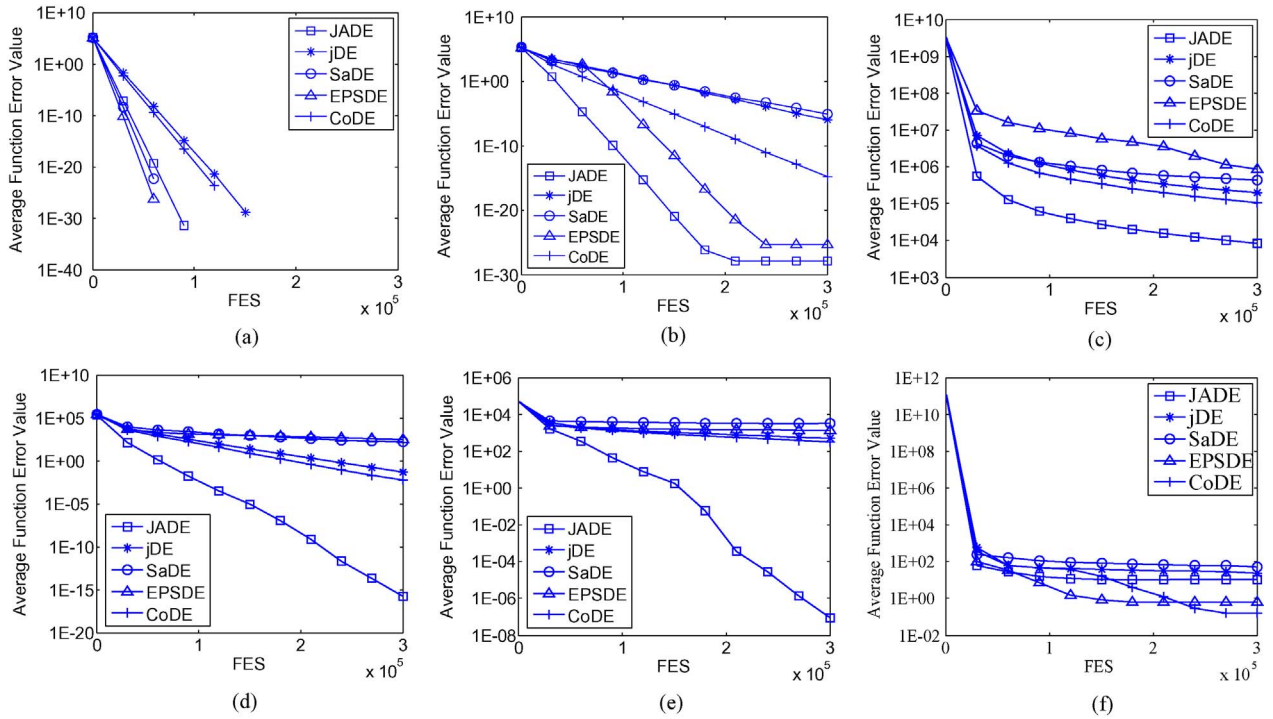 1E+10
1E+00
1E-10
1E-20
1E-30
1E-40
Average Function Error Value
JADE
jDE
SaDE
EPSDE
CoDE
0
1
2
3
FES
x 10^5
(a)
1E+10
1E+00
1E-10
1E-20
1E-30
Average Function Error Value
JADE
jDE
SaDE
EPSDE
CoDE
0
1
2
3
FES
x 10^5
(b)
1E+10
1E+09
1E+08
1E+07
1E+06
1E+05
1E+04
1E+03
Average Function Error Value
JADE
jDE
SaDE
EPSDE
CoDE
0
1
2
3
FES
x 10^5
(c)
1E+10
1E+05
1E+00
1E-05
1E-10
1E-15
1E-20
Average Function Error Value
JADE
jDE
SaDE
EPSDE
CoDE
0
1
2
3
FES
x 10^5
(d)
1E+06
1E+04
1E+02
1E+00
1E-02
1E-04
1E-06
1E-08
Average Function Error Value
JADE
jDE
SaDE
EPSDE
CoDE
0
1
2
3
FES
x 10^5
(e)
1E+12
1E+10
1E+08
1E+06
1E+04
1E+02
1E+00
1E-02
Average Function Error Value
JADE
jDE
SaDE
EPSDE
CoDE
0
1
2
3
FES
x 10^5
(f)